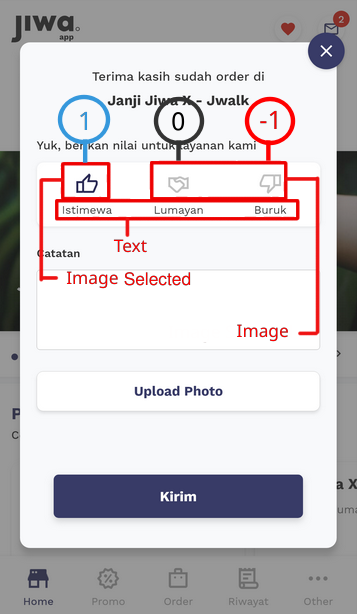 JIWA.
app
2
Terima kasih sudah order di
Janji Jiwa X - Jwalk
1
0
-1
Yuk, berikan nilai untuk layanan kami
Istimewa
Lumayan
Buruk
Text
Catatan
Image Selected
Image
P
C
a X
uma
Upload Photo
Kirim
Home
Promo
Order
Riwayat
Other